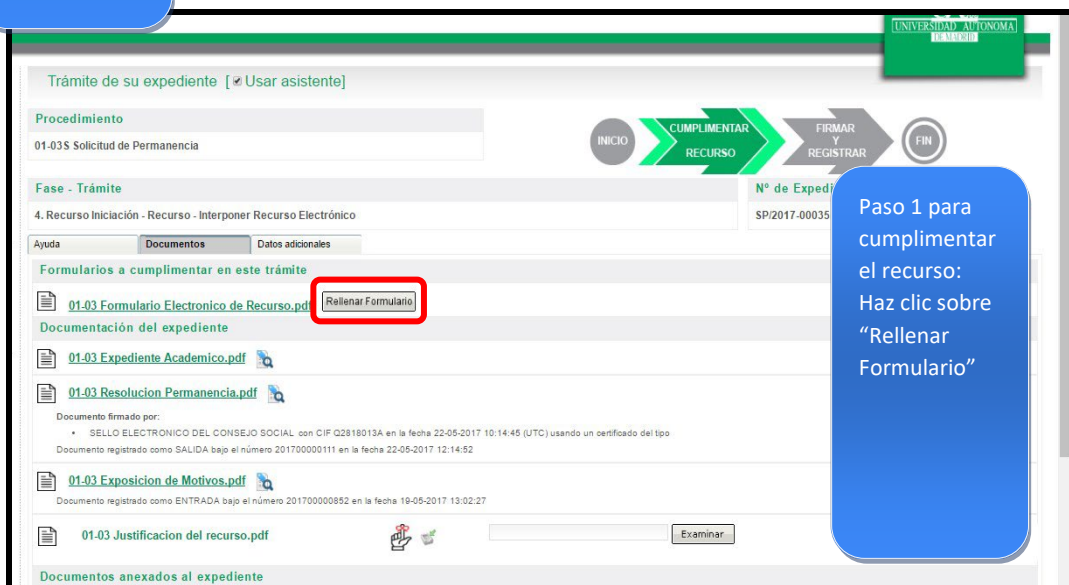 UNIVERSIDAD AUTONOMA
DE MADRID
Trámite de su expediente [ Usar asistente]
Procedimiento
01-03S Solicitud de Permanencia
INICIO
CUMPLIMENTAR
RECURSO
FIRMAR
Y
REGISTRAR
FIN
Fase - Trámite
Nº de Expedi
4. Recurso Iniciación - Recurso - Interponer Recurso Electrónico
SP/2017-00035
Ayuda
Documentos
Datos adicionales
Formularios a cumplimentar en este trámite
01-03 Formulario Electronico de Recurso.pdf
Rellenar Formulario
Documentación del expediente
01-03 Expediente Academico.pdf
01-03 Resolucion Permanencia.pdf
Documento firmado por:
• SELLO ELECTRONICO DEL CONSEJO SOCIAL con CIF Q2818013A en la fecha 22-05-2017 10:14:45 (UTC) usando un certificado del tipo
Documento registrado como SALIDA bajo el número 201700000111 en la fecha 22-05-2017 12:14:52
01-03 Exposicion de Motivos.pdf
Documento registrado como ENTRADA bajo el número 201700000852 en la fecha 19-05-2017 13:02:27
01-03 Justificacion del recurso.pdf
Examinar
Documentos anexados al expediente
Paso 1 para
cumplimentar
el recurso:
Haz clic sobre
“Rellenar
Formulario”